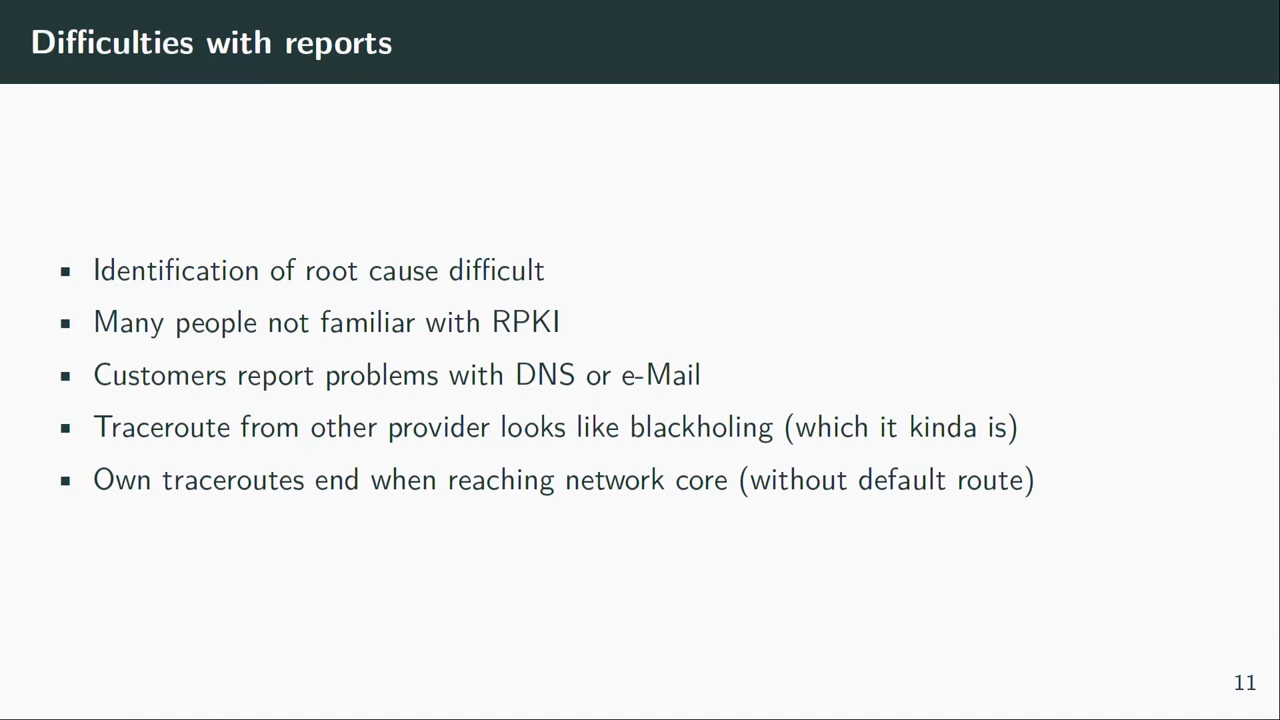 Difficulties with reports
▪ Identification of root cause difficult
▪ Many people not familiar with RPKI
▪ Customers report problems with DNS or e-Mail
▪ Traceroute from other provider looks like blackholing (which it kinda is)
▪ Own traceroutes end when reaching network core (without default route)
11